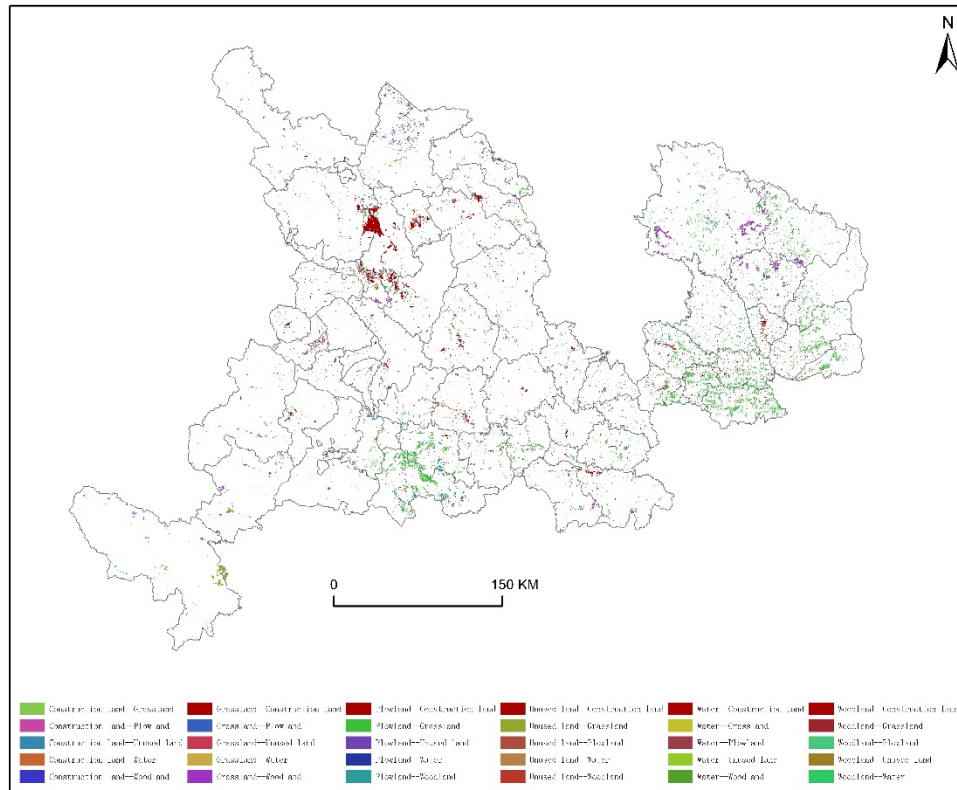 N
0 150 KM
Construction land--Grassland Grassland--Construction land Plowland--Construction land Unused land--Construction land Water--Construction land Woodland--Construction land
Construction land--Plowland Grassland--Plowland Plowland--Grassland Unused land--Grassland Water--Grassland Woodland--Grassland
Construction land--Unused land Grassland--Unused land Plowland--Unused land Unused land--Plowland Water--Plowland Woodland--Plowland
Construction land--Water Grassland--Water Plowland--Water Unused land--Water Water--Unused land Woodland--Unused land
Construction land--Woodland Grassland--Woodland Plowland--Woodland Unused land--Woodland Water--Woodland Woodland--Water